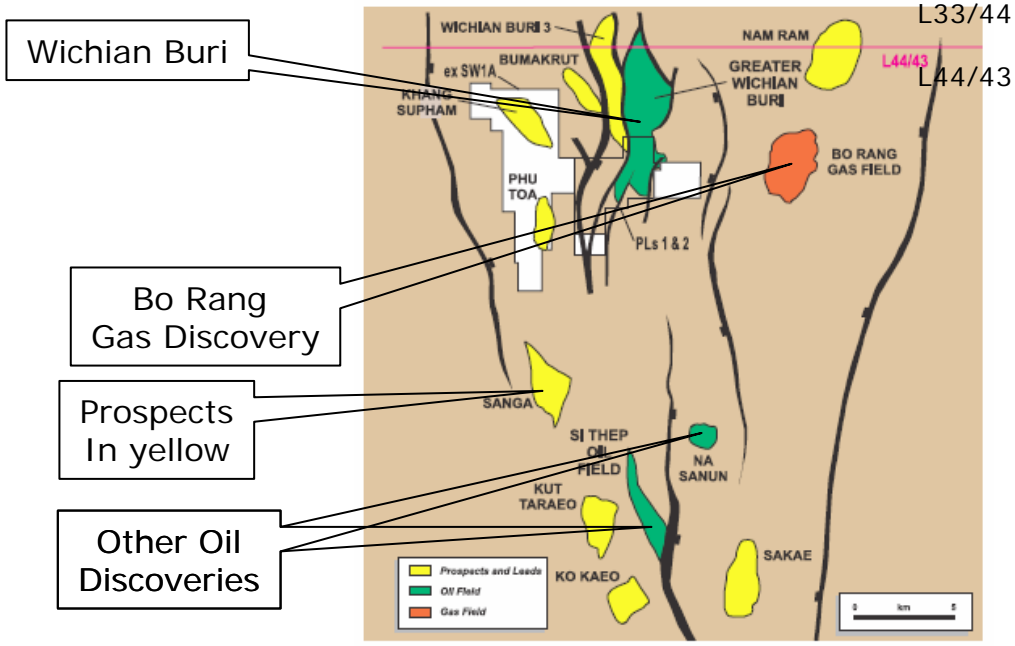 L33/44
WICHIAN BURI 3
NAM RAM
Wichian Buri
BUMAKRUT
L44/43
GREATER
WICHIAN
BURI
L44/43
ex SW1A
KHANG
SUPHAM
BO RANG
GAS FIELD
PHU
TOA
PLs 1 & 2
Bo Rang
Gas Discovery
Prospects
In yellow
SANGA
SI THEP
OIL
FIELD
NA
SANUN
KUT
TARAEO
Other Oil
Discoveries
SAKAE
KO KAEO
Prospects and Leads
Oil Field
Gas Field
0 km 5